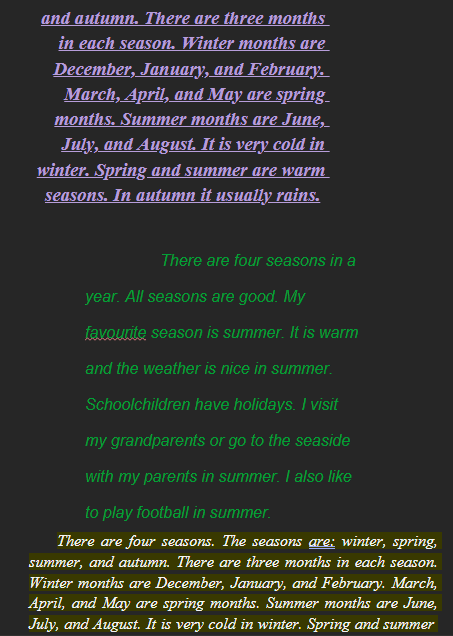 and autumn. There are three months
in each season. Winter months are
December, January, and February.
March, April, and May are spring
months. Summer months are June,
July, and August. It is very cold in
winter. Spring and summer are warm
seasons. In autumn it usually rains.
There are four seasons in a
year. All seasons are good. My
favourite season is summer. It is warm
and the weather is nice in summer.
Schoolchildren have holidays. I visit
my grandparents or go to the seaside
with my parents in summer. I also like
to play football in summer.
There are four seasons. The seasons are: winter, spring,
summer, and autumn. There are three months in each season.
Winter months are December, January, and February. March,
April, and May are spring months. Summer months are June,
July, and August. It is very cold in winter. Spring and summer